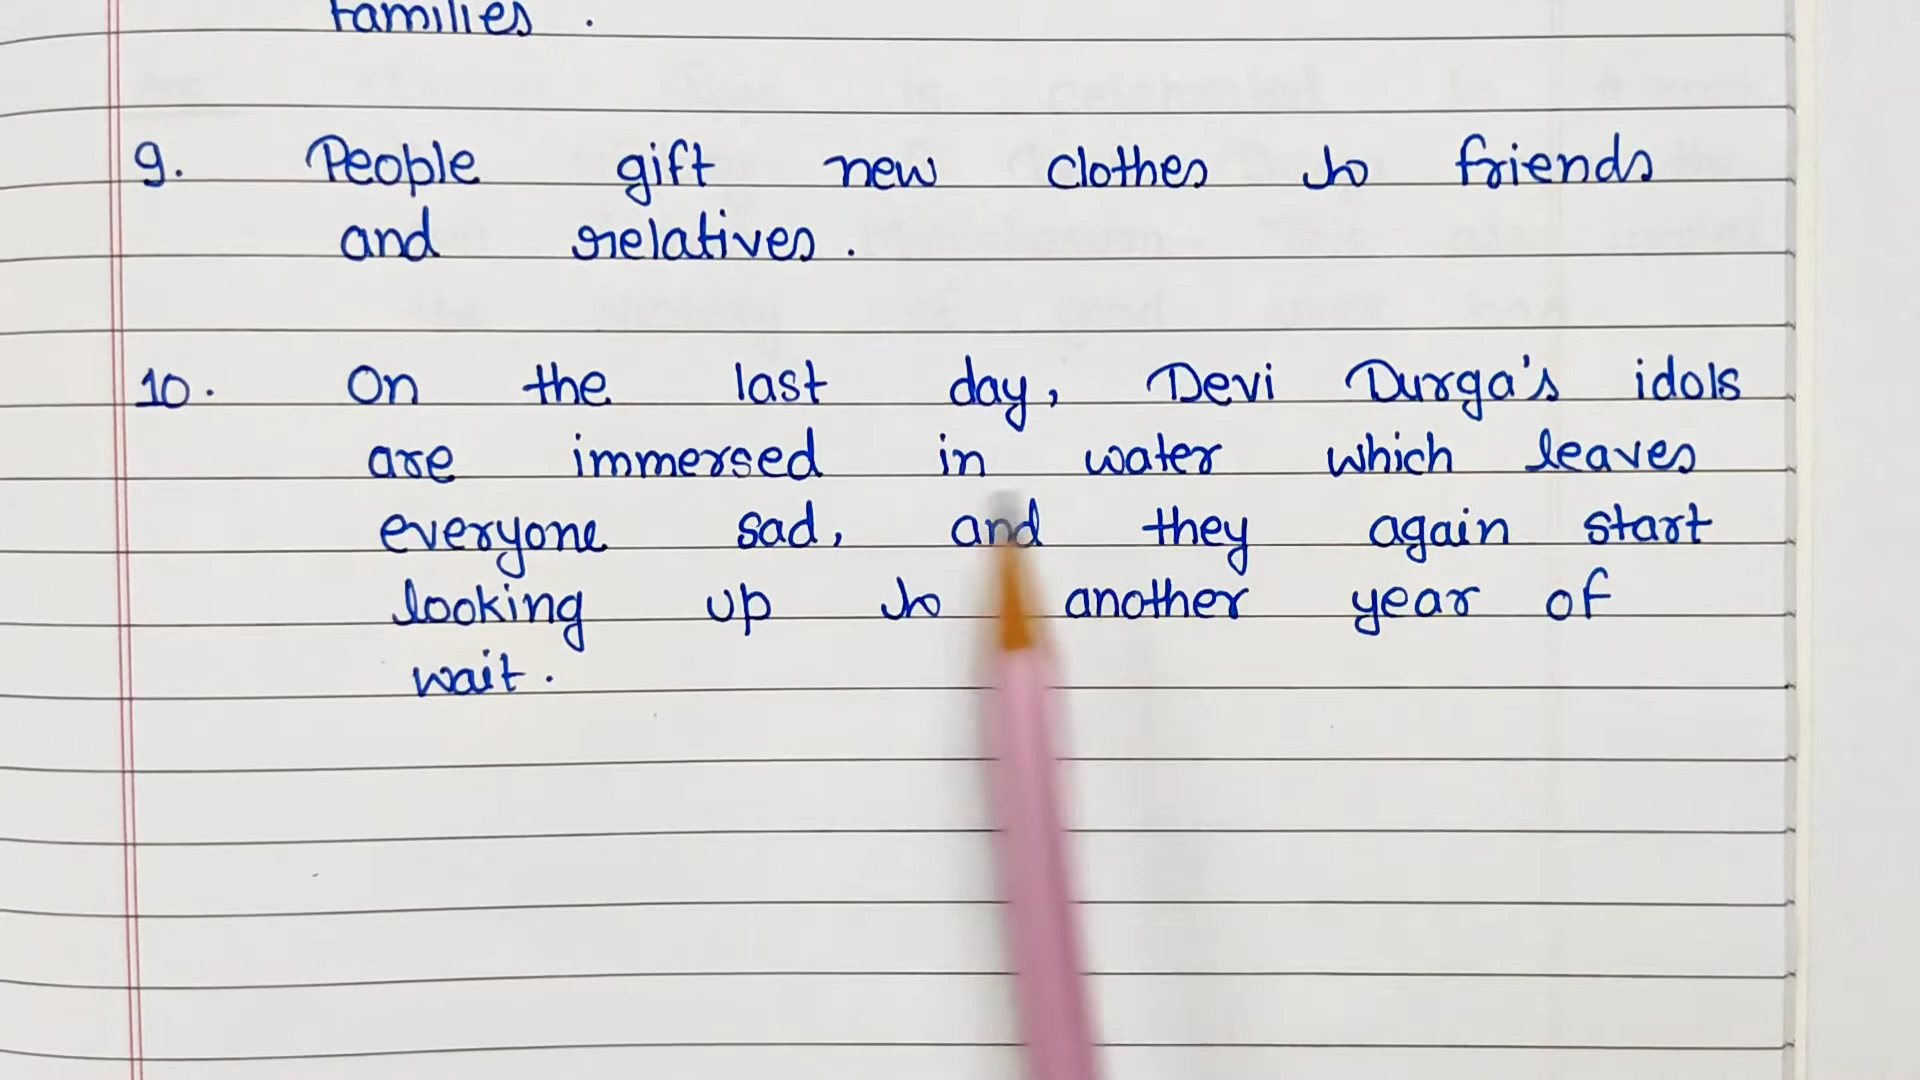 families .
9. People gift new clothes to friends
and relatives .
10. On the last day, Devi Durga's idols
are immersed in water which leaves
everyone sad, and they again start
looking up to another year of
wait .